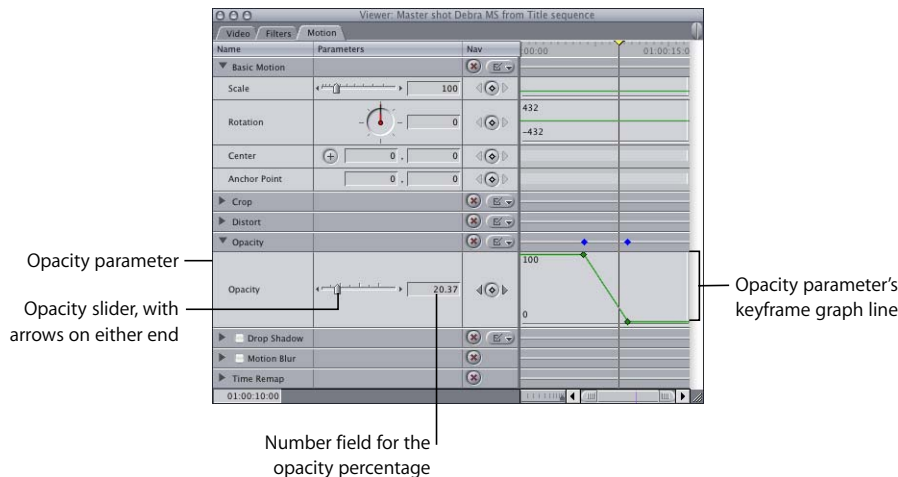 Viewer: Master shot Debra MS from Title sequence
Video Filters Motion
Name Parameters Nav :00:00 01:00:15:0
Basic Motion
Scale 100
Rotation 0 432
-432
Center 0 , 0
Anchor Point 0 , 0
Crop
Distort
Opacity
Opacity 20.37 100
0
Drop Shadow
Motion Blur
Time Remap
01:00:10:00
Opacity parameter
Opacity slider, with
arrows on either end
Opacity parameter's
keyframe graph line
Number field for the
opacity percentage